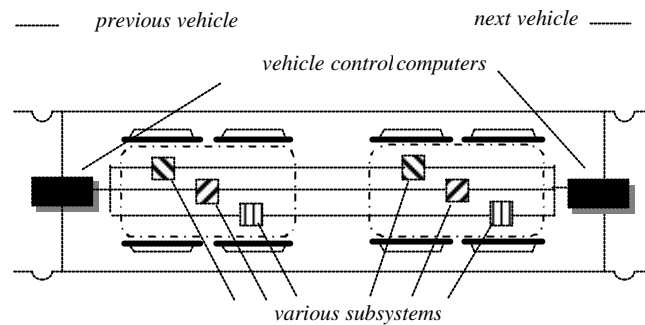 previous vehicle
next vehicle
vehicle control computers
various subsystems